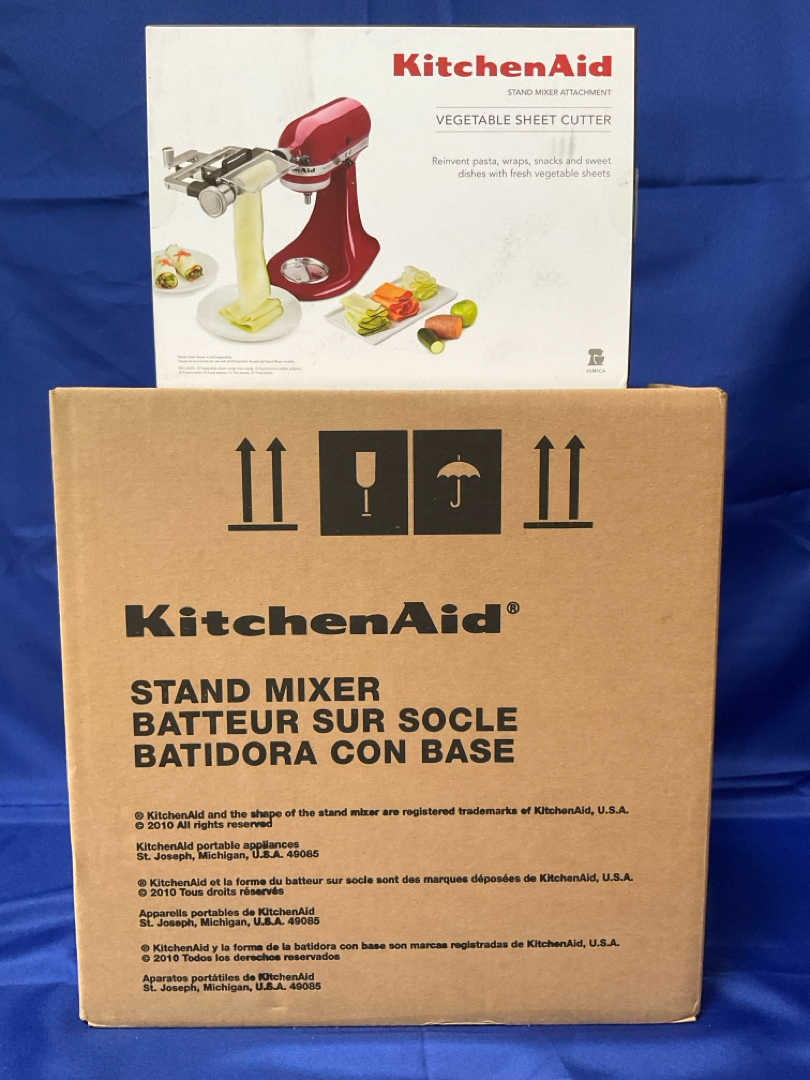 KitchenAid
STAND MIXER ATTACHMENT
VEGETABLE SHEET CUTTER
Reinvent pasta, wraps, snacks and sweet
dishes with fresh vegetable sheets
KitchenAid
KSMSCA
KitchenAid®
STAND MIXER
BATTEUR SUR SOCLE
BATIDORA CON BASE
® KitchenAid and the shape of the stand mixer are registered trademarks of KitchenAid, U.S.A.
© 2010 All rights reserved
KitchenAid portable appliances
St. Joseph, Michigan, U.S.A. 49085
® KitchenAid et la forme du batteur sur socle sont des marques déposées de KitchenAid, U.S.A.
© 2010 Tous droits réservés
Appareils portables de KitchenAid
St. Joseph, Michigan, U.S.A. 49085
® KitchenAid y la forma de la batidora con base son marcas registradas de KitchenAid, U.S.A.
© 2010 Todos los derechos reservados
Aparatos portátiles de KitchenAid
St. Joseph, Michigan, U.S.A. 49085